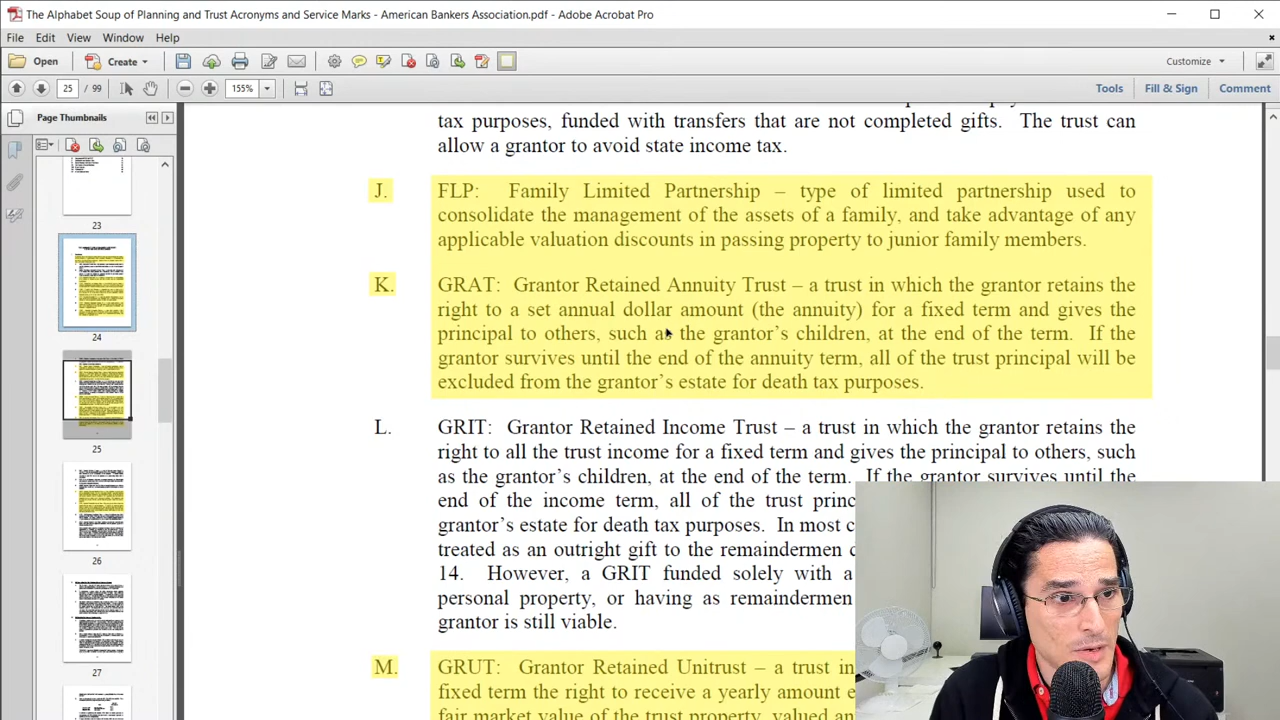 The Alphabet Soup of Planning and Trust Acronyms and Service Marks - American Bankers Association.pdf - Adobe Acrobat Pro
File Edit View Window Help
Open Create Customize
25 / 99 155% Tools Fill & Sign Comment
Page Thumbnails
23
24
25
26
27
tax purposes, funded with transfers that are not completed gifts. The trust can
allow a grantor to avoid state income tax.
J. FLP: Family Limited Partnership – type of limited partnership used to
consolidate the management of the assets of a family, and take advantage of any
applicable valuation discounts in passing property to junior family members.
K. GRAT: Grantor Retained Annuity Trust – a trust in which the grantor retains the
right to a set annual dollar amount (the annuity) for a fixed term and gives the
principal to others, such as the grantor's children, at the end of the term. If the
grantor survives until the end of the annuity term, all of the trust principal will be
excluded from the grantor's estate for death tax purposes.
L. GRIT: Grantor Retained Income Trust – a trust in which the grantor retains the
right to all the trust income for a fixed term and gives the principal to others, such
as the grantor's children, at the end of the term. If the grantor survives until the
end of the income term, all of the trust princ
grantor's estate for death tax purposes. In most c
treated as an outright gift to the remaindermen
14. However, a GRIT funded solely with a
personal property, or having as remaindermen
grantor is still viable.
M. GRUT: Grantor Retained Unitrust – a trust in
fixed term the right to receive a yearly amount e